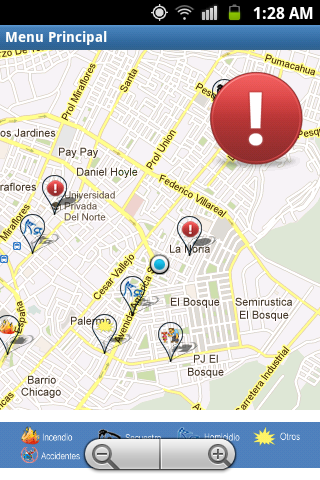 1:28 AM
Menu Principal
Pumacahua
Prol Miraflores
Santa
Prol Union
os Jardines
Pay Pay
Daniel Hoyle
Federico Villareal
raflores
Universidad
Privada
Del Norte
Miraflores
La Noria
Cesar Vallejo
España
Avenida America S
El Bosque
Semirustica
El Bosque
Palermo
PJ El
Bosque
Barrio
Chicago
Carretera Industrial
Incendio
Secuestro
Homicidio
Otros
Accidentes